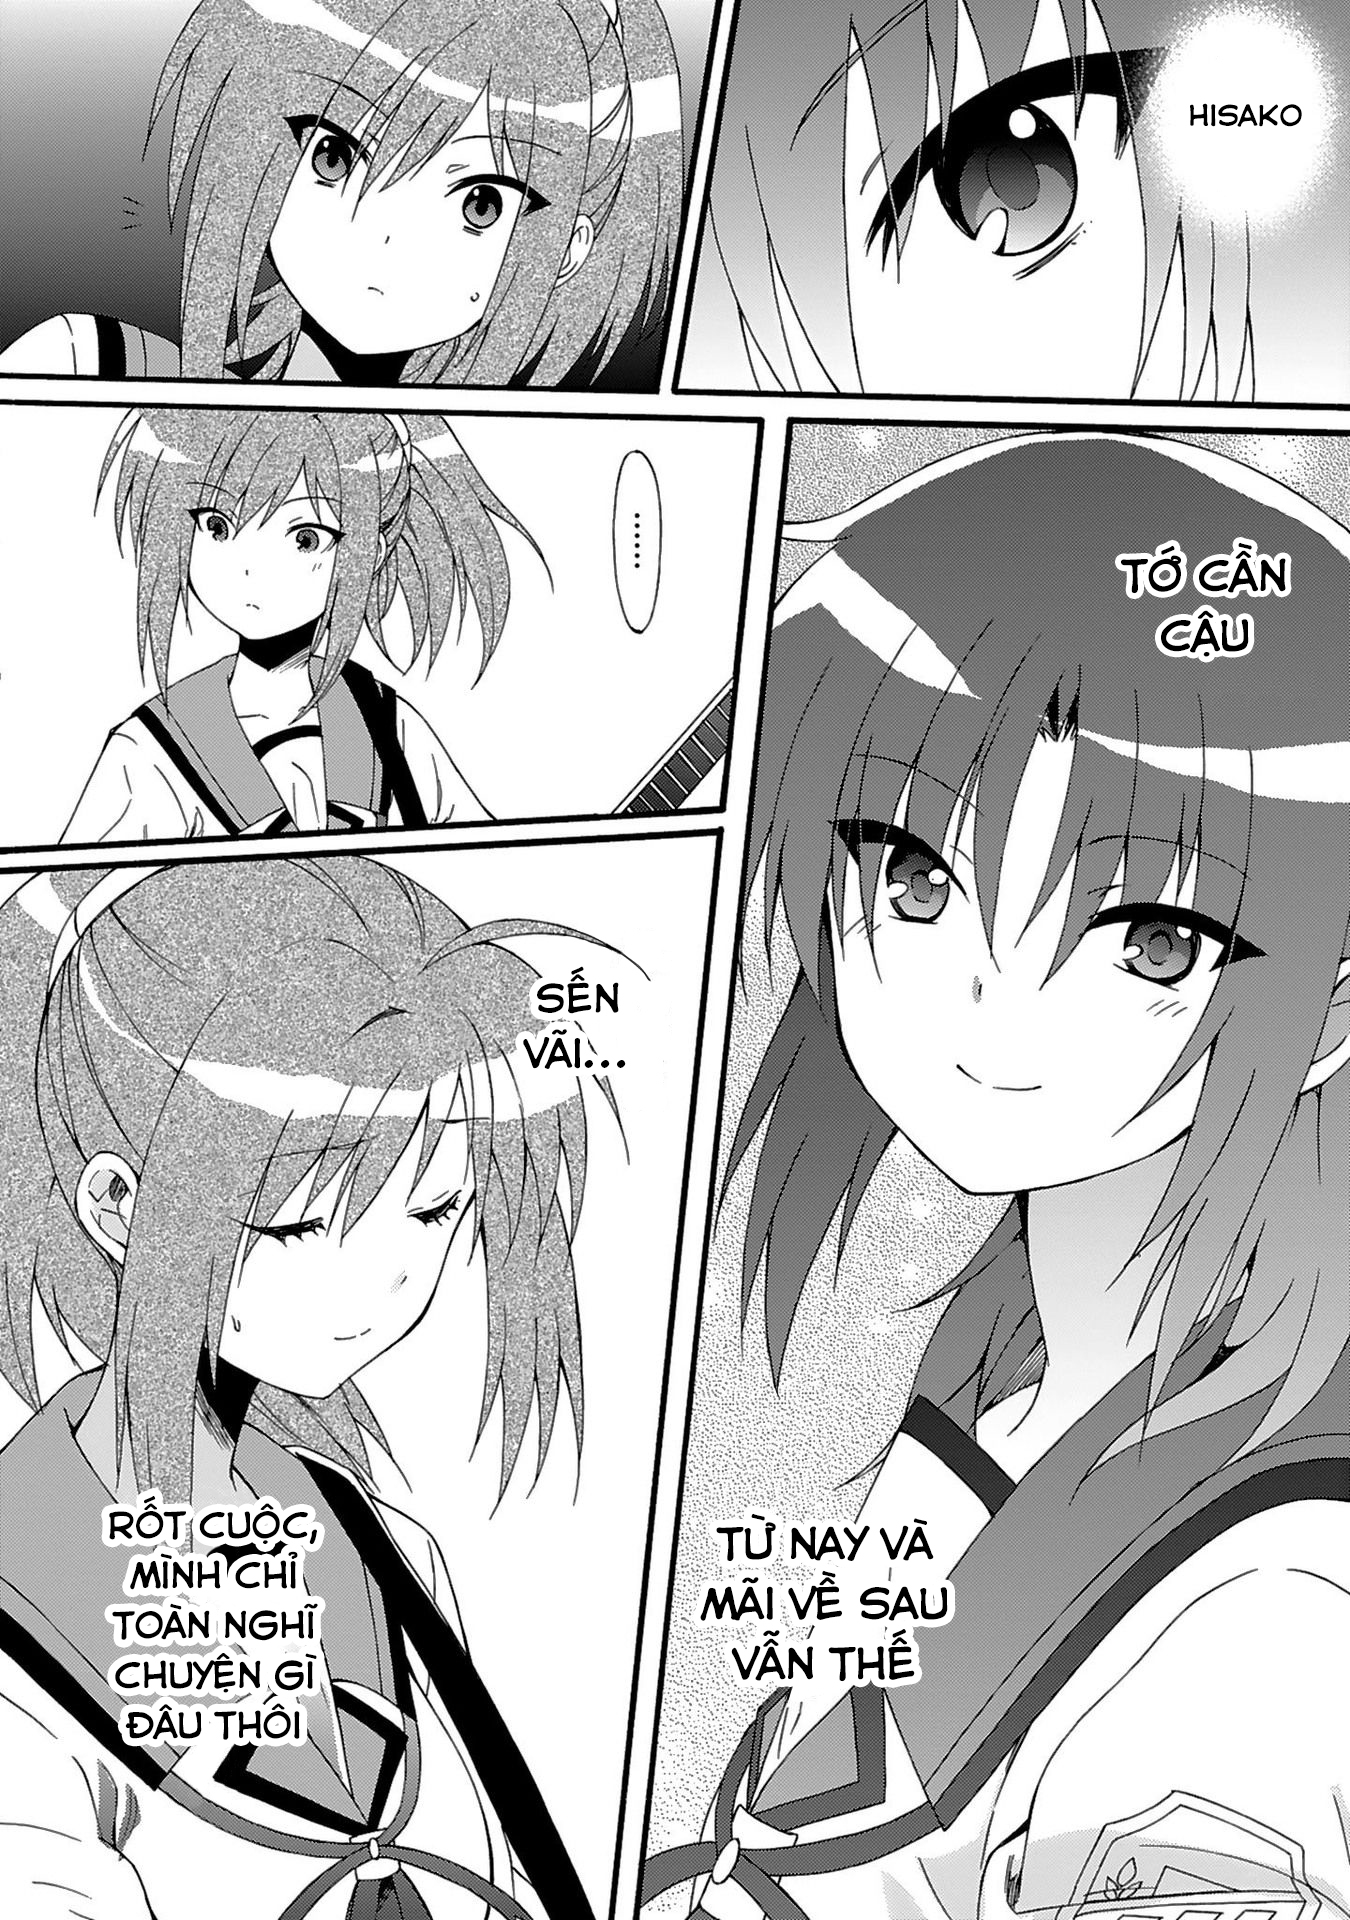 HISAKO
TỚ CẦN
CẬU
TỪ NAY VÀ
MÃI VỀ SAU
VẪN THẾ
.......
SẾN
VÃI...
RỐT CUỘC,
MÌNH CHỈ
TOÀN NGHĨ
CHUYỆN GÌ
ĐÂU THÔI